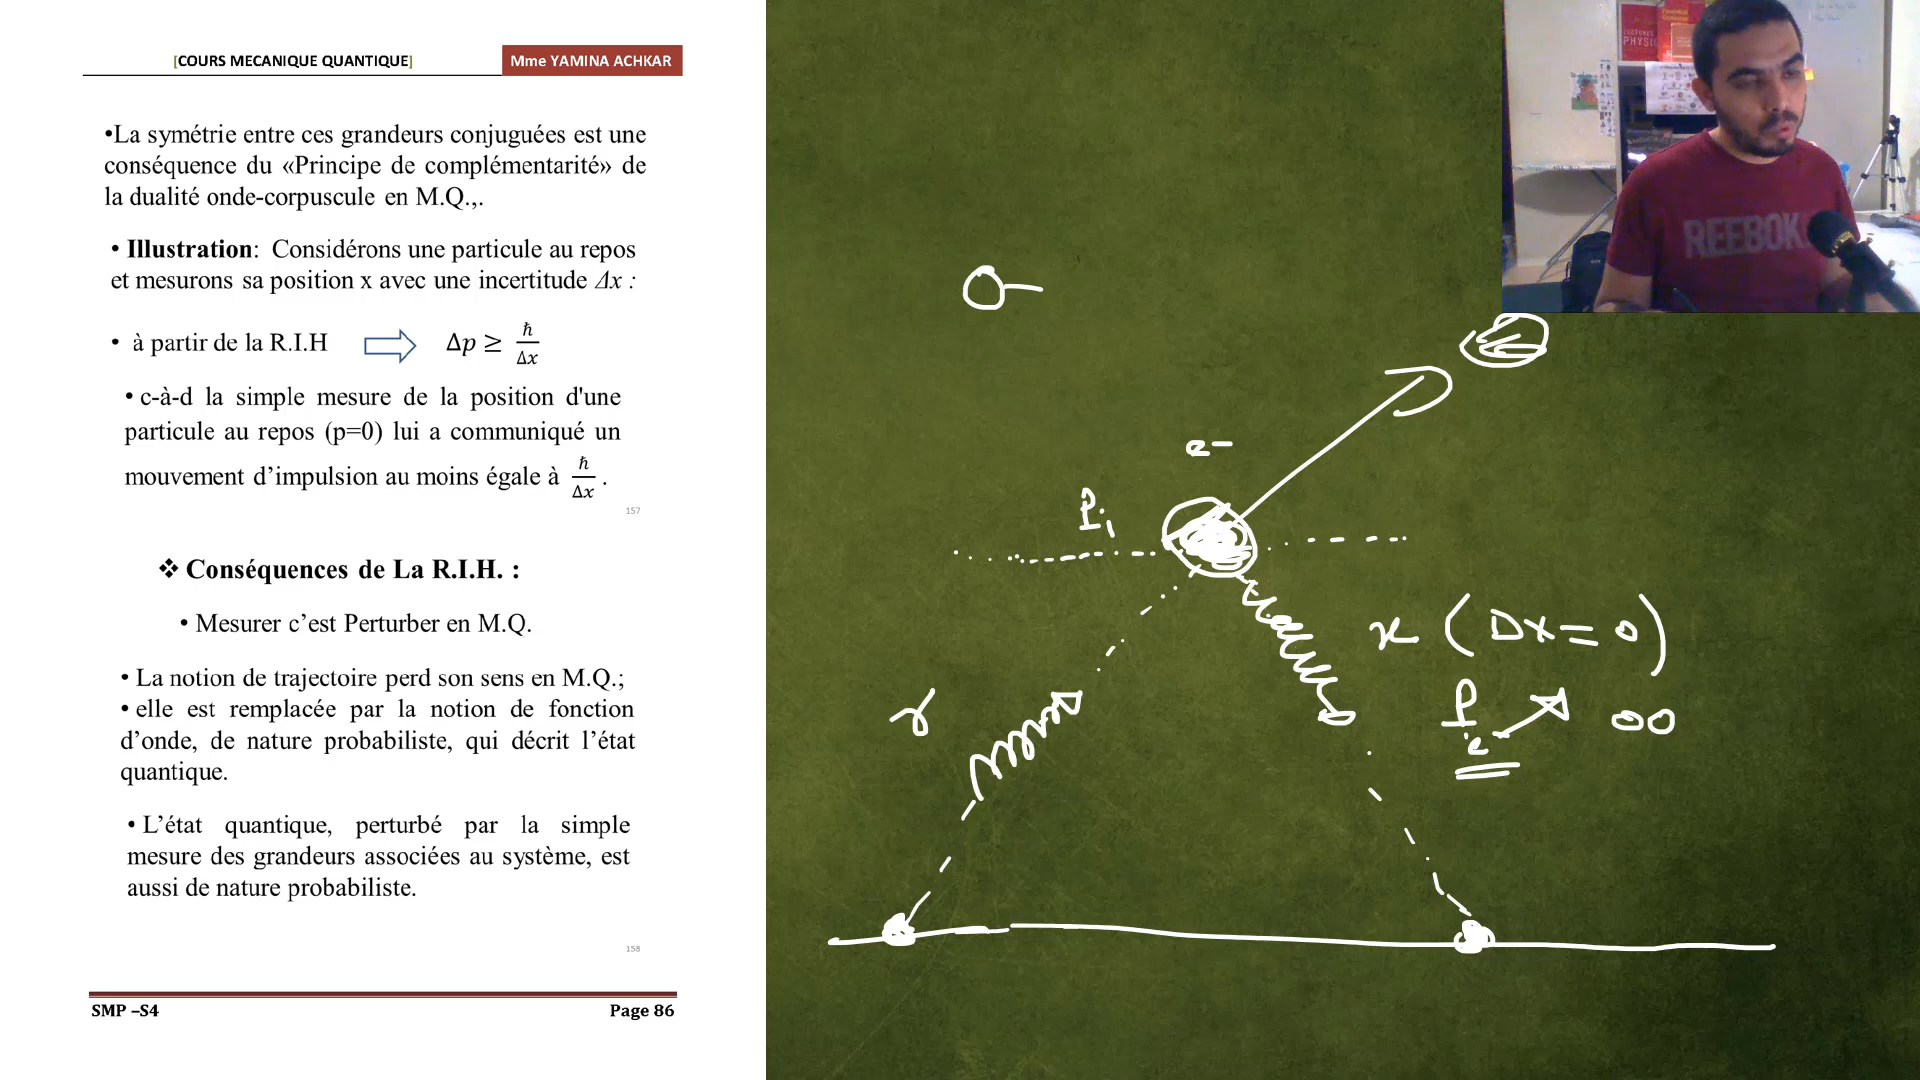 [COURS MECANIQUE QUANTIQUE]
Mme YAMINA ACHKAR
•La symétrie entre ces grandeurs conjuguées est une
conséquence du «Principe de complémentarité» de
la dualité onde-corpuscule en M.Q.,.
• Illustration: Considérons une particule au repos
et mesurons sa position x avec une incertitude Δx :
• à partir de la R.I.H ⇨ Δp ≥ ħ/Δx
• c-à-d la simple mesure de la position d'une
particule au repos (p=0) lui a communiqué un
mouvement d’impulsion au moins égale à ħ/Δx .
157
❖ Conséquences de La R.I.H. :
• Mesurer c’est Perturber en M.Q.
• La notion de trajectoire perd son sens en M.Q.;
• elle est remplacée par la notion de fonction
d’onde, de nature probabiliste, qui décrit l’état
quantique.
• L’état quantique, perturbé par la simple
mesure des grandeurs associées au système, est
aussi de nature probabiliste.
158
SMP –S4
Page 86
e-
Pi
γ
x (Dx = 0)
Pe ↗ ∞
PHYSI
REEBOK